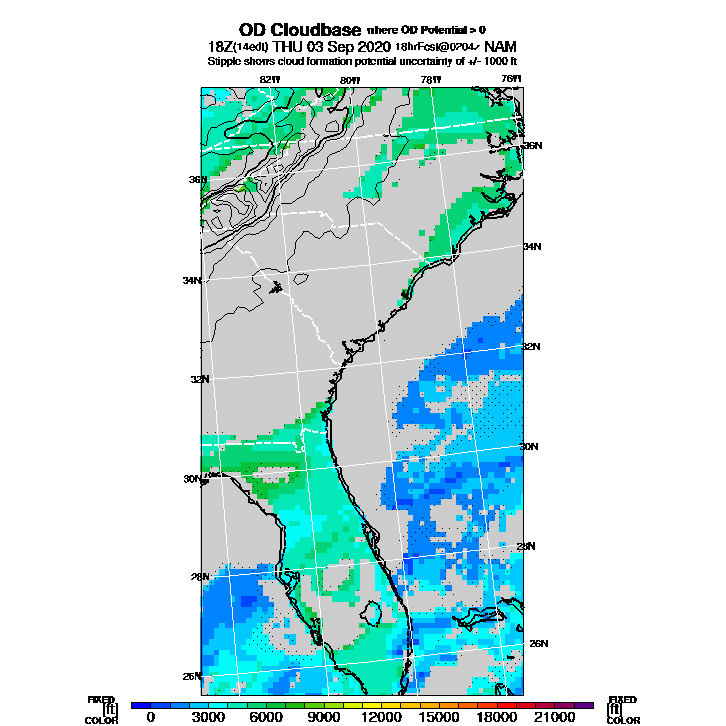 OD Cloudbase where OD Potential > 0
18Z(14edt) THU 03 Sep 2020 18hrFcst@0204z NAM
Stipple shows cloud formation potential uncertainty of +/- 1000 ft
82W 80W 78W 76W
36N
36N
34N
34N
32N
32N
30N
30N
28N
28N
26N
26N
FIXED FIXED
[ft] [ft]
COLOR COLOR
0 3000 6000 9000 12000 15000 18000 21000